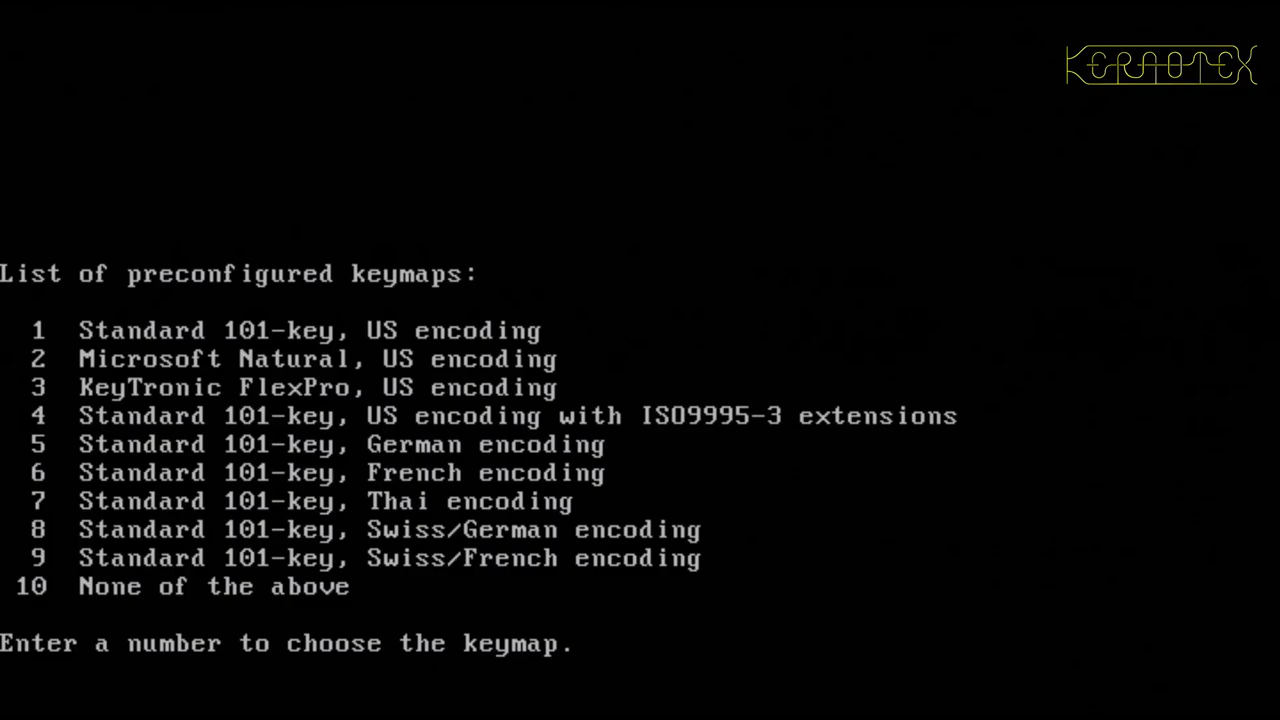 KERNOTEX
List of preconfigured keymaps:
1 Standard 101-key, US encoding
2 Microsoft Natural, US encoding
3 KeyTronic FlexPro, US encoding
4 Standard 101-key, US encoding with ISO9995-3 extensions
5 Standard 101-key, German encoding
6 Standard 101-key, French encoding
7 Standard 101-key, Thai encoding
8 Standard 101-key, Swiss/German encoding
9 Standard 101-key, Swiss/French encoding
10 None of the above
Enter a number to choose the keymap.